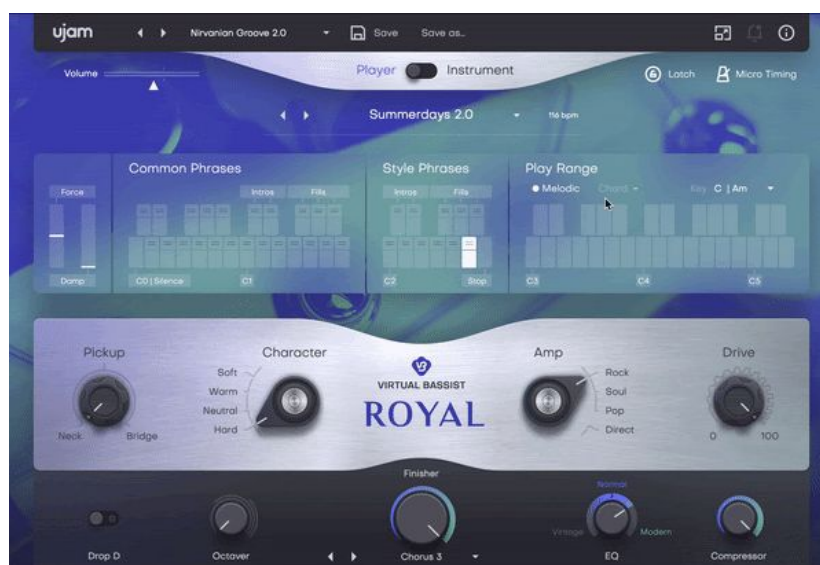 ujam Nirvanian Groove 2.0 Save Save as...
Volume Player Instrument Latch Micro Timing
Summerdays 2.0 116 bpm
Common Phrases Style Phrases Play Range
Melodic Chord Key C | Am
Force Intros Fills Intros Fills
Damp C0 | Silence C1 C2 Stop C3 C4 C5
Pickup Character Amp Drive
Soft Rock
Warm VIRTUAL BASSIST Soul
Neutral ROYAL Pop
Hard Direct
Neck Bridge 0 100
Finisher
Normal
Vintage Modern
Drop D Octaver Chorus 3 EQ Compressor